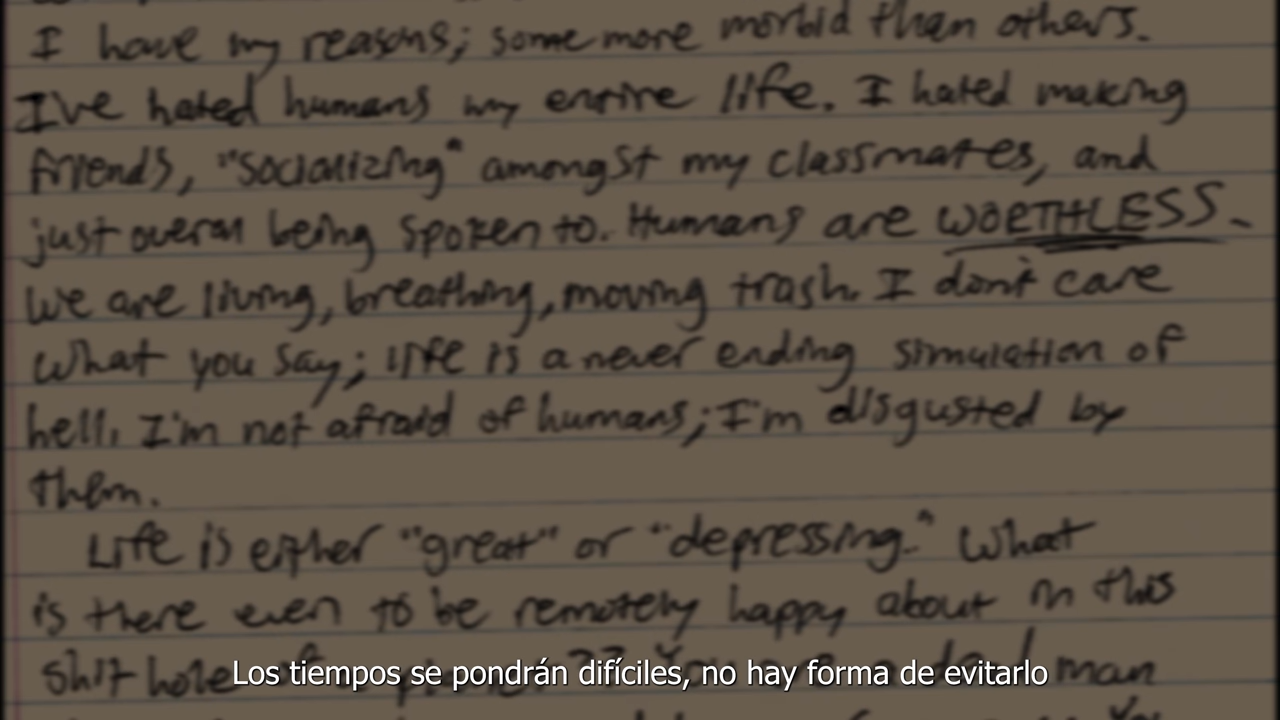 I have my reasons; some more morbid than others.
I've hated humans my entire life. I hated making
friends, "socializing" amongst my classmates, and
just overall being spoken to. Humans are WORTHLESS.
We are living, breathing, moving trash. I don't care
what you say; life is a never ending simulation of
hell. I'm not afraid of humans; I'm disgusted by
them.
Life is either "great" or "depressing." What
is there even to be remotely happy about in this
shit hole man
Los tiempos se pondrán difíciles, no hay forma de evitarlo